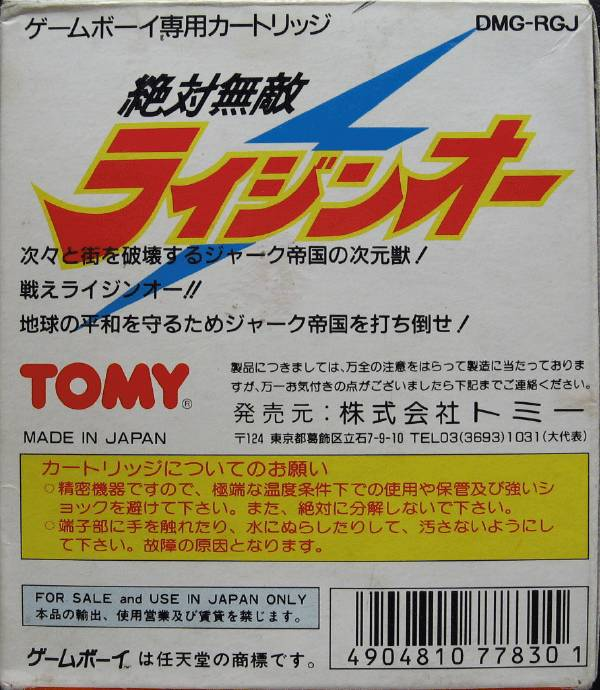 ゲームボーイ専用カートリッジ DMG-RGJ
絶対無敵
ライジンオー
次々と街を破壊するジャーク帝国の次元獣！
戦えライジンオー!!
地球の平和を守るためジャーク帝国を打ち倒せ！
TOMY®
MADE IN JAPAN
製品につきましては、万全の注意をはらって製造に当たっておりま
すが、万一お気付きの点がございましたら下記までご連絡ください。
発売元：株式会社トミー
〒124 東京都葛飾区立石7-9-10 TEL03(3693)1031(大代表)
カートリッジについてのお願い
○精密機器ですので、極端な温度条件下での使用や保管及び強いシ
ョックを避けて下さい。また、絶対に分解しないで下さい。
○端子部に手を触れたり、水にぬらしたりして、汚さないようにし
て下さい。故障の原因となります。
FOR SALE and USE IN JAPAN ONLY
本品の輸出、使用営業及び賃貸を禁じます。
ゲームボーイは任天堂の商標です。
4904810778301